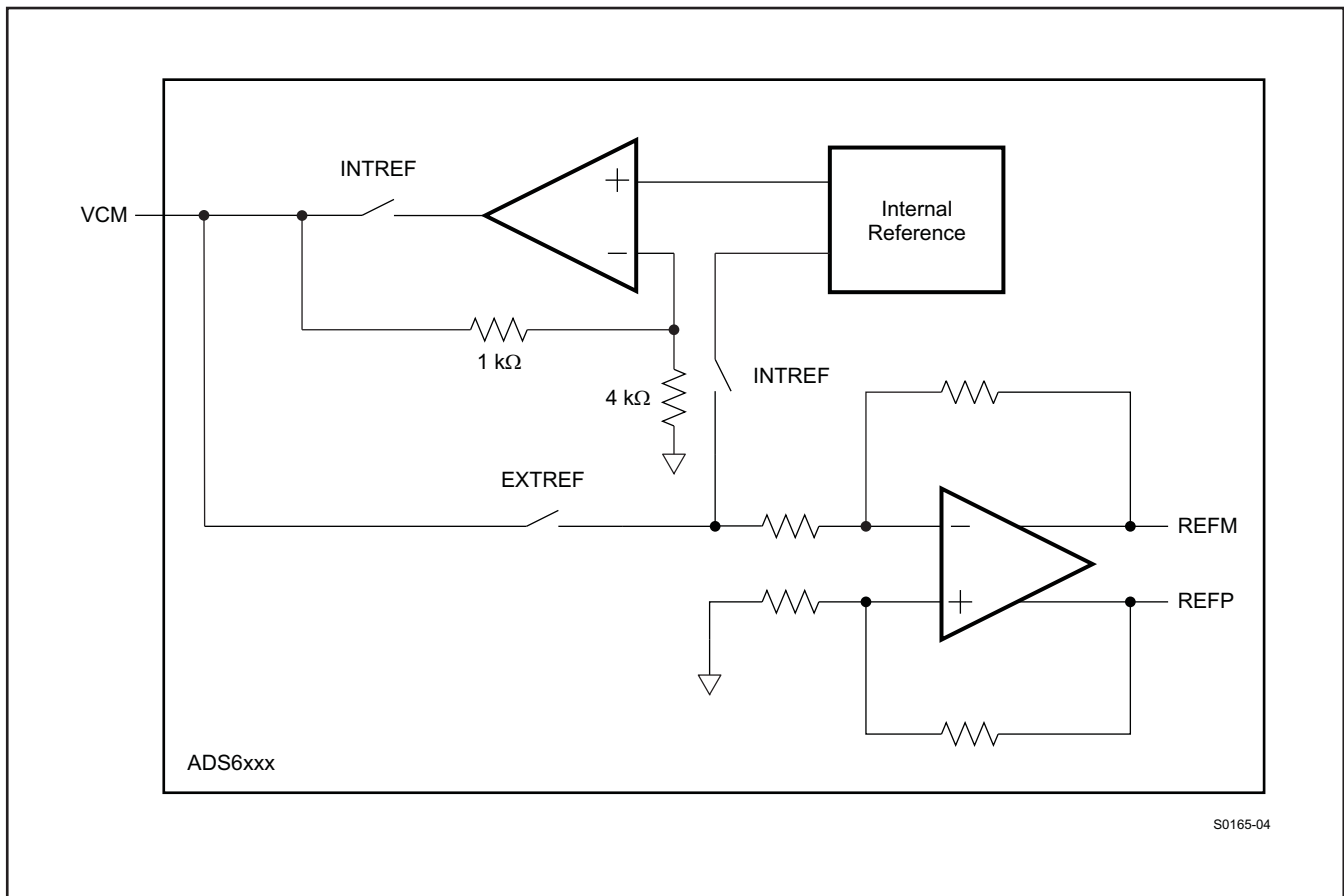 INTREF
VCM
+
−
Internal
Reference
1 kΩ
4 kΩ
INTREF
EXTREF
−
REFM
+
REFP
ADS6xxx
S0165-04